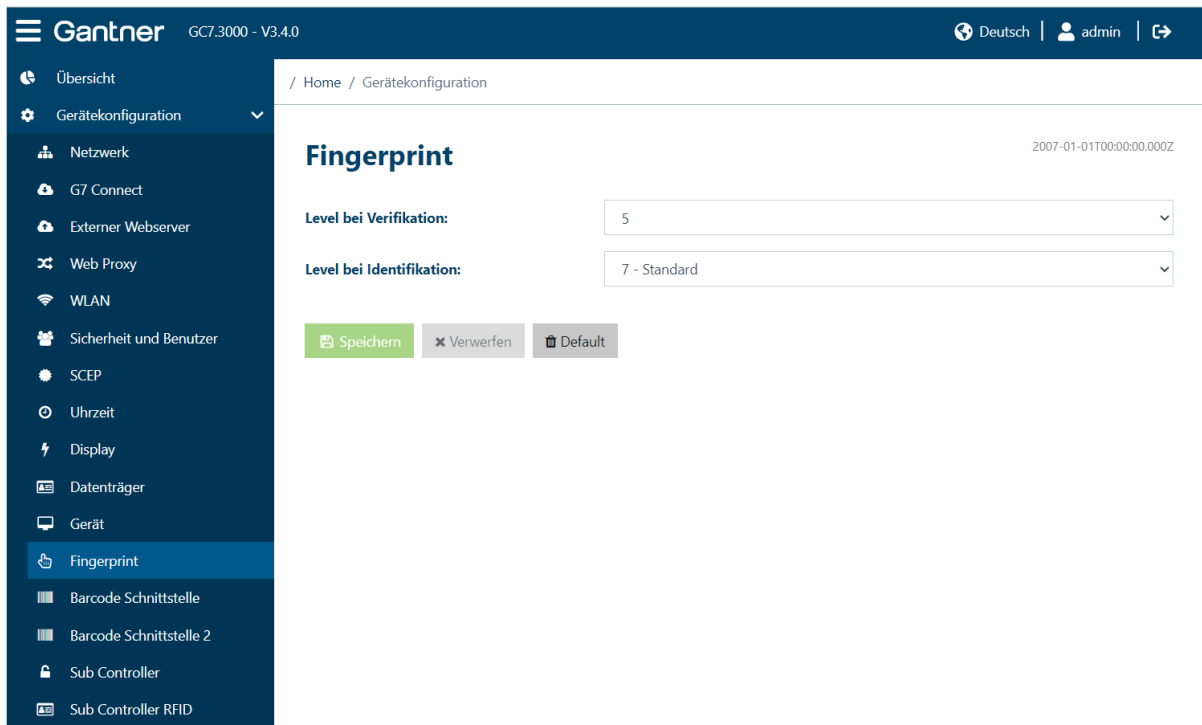 Gantner GC7.3000 - V3.4.0 Deutsch | admin |
Übersicht
/ Home / Gerätekonfiguration
Gerätekonfiguration
Netzwerk
Fingerprint
2007-01-01T00:00:00.000Z
G7 Connect
Level bei Verifikation: 5
Externer Webserver
Web Proxy
Level bei Identifikation: 7 - Standard
WLAN
Sicherheit und Benutzer
Speichern Verwerfen Default
SCEP
Uhrzeit
Display
Datenträger
Gerät
Fingerprint
Barcode Schnittstelle
Barcode Schnittstelle 2
Sub Controller
Sub Controller RFID